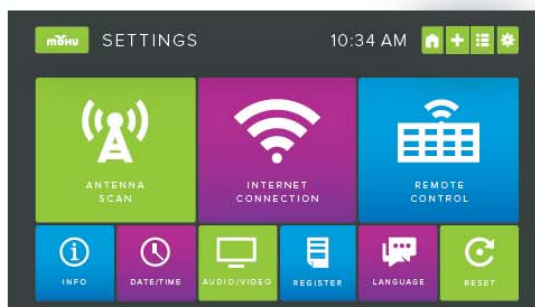 mohu SETTINGS 10:34 AM
ANTENNA
SCAN
INTERNET
CONNECTION
REMOTE
CONTROL
INFO
DATE/TIME
AUDIO/VIDEO
REGISTER
LANGUAGE
RESET